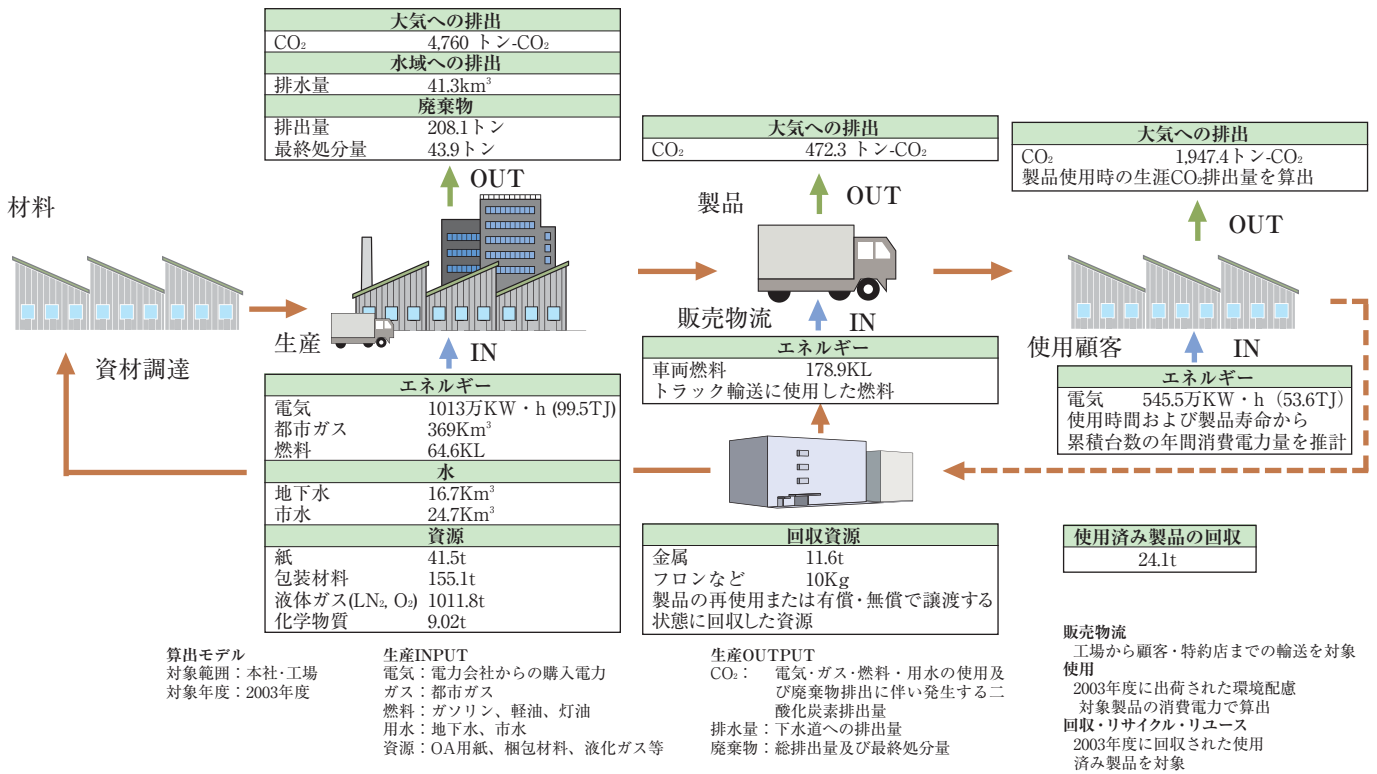 大気への排出
CO₂ 4,760 トン-CO₂
水域への排出
排水量 41.3km³
廃棄物
排出量 208.1トン
最終処分量 43.9トン
OUT
大気への排出
CO₂ 472.3 トン-CO₂
OUT
大気への排出
CO₂ 1,947.4トン-CO₂
製品使用時の生涯CO₂排出量を算出
OUT
材料
製品
資材調達
生産
IN
販売物流
IN
使用顧客
IN
エネルギー
電気 1013万KW・h (99.5TJ)
都市ガス 369Km³
燃料 64.6KL
水
地下水 16.7Km³
市水 24.7Km³
資源
紙 41.5t
包装材料 155.1t
液体ガス(LN₂, O₂) 1011.8t
化学物質 9.02t
エネルギー
車両燃料 178.9KL
トラック輸送に使用した燃料
エネルギー
電気 545.5万KW・h (53.6TJ)
使用時間および製品寿命から
累積台数の年間消費電力量を推計
回収資源
金属 11.6t
フロンなど 10Kg
製品の再使用または有償・無償で譲渡する
状態に回収した資源
使用済み製品の回収
24.1t
算出モデル
対象範囲：本社・工場
対象年度：2003年度
生産INPUT
電気：電力会社からの購入電力
ガス：都市ガス
燃料：ガソリン、軽油、灯油
用水：地下水、市水
資源：OA用紙、梱包材料、液化ガス等
生産OUTPUT
CO₂： 電気・ガス・燃料・用水の使用及
び廃棄物排出に伴い発生する二
酸化炭素排出量
排水量：下水道への排出量
廃棄物：総排出量及び最終処分量
販売物流
工場から顧客・特約店までの輸送を対象
使用
2003年度に出荷された環境配慮
対象製品の消費電力で算出
回収・リサイクル・リユース
2003年度に回収された使用
済み製品を対象